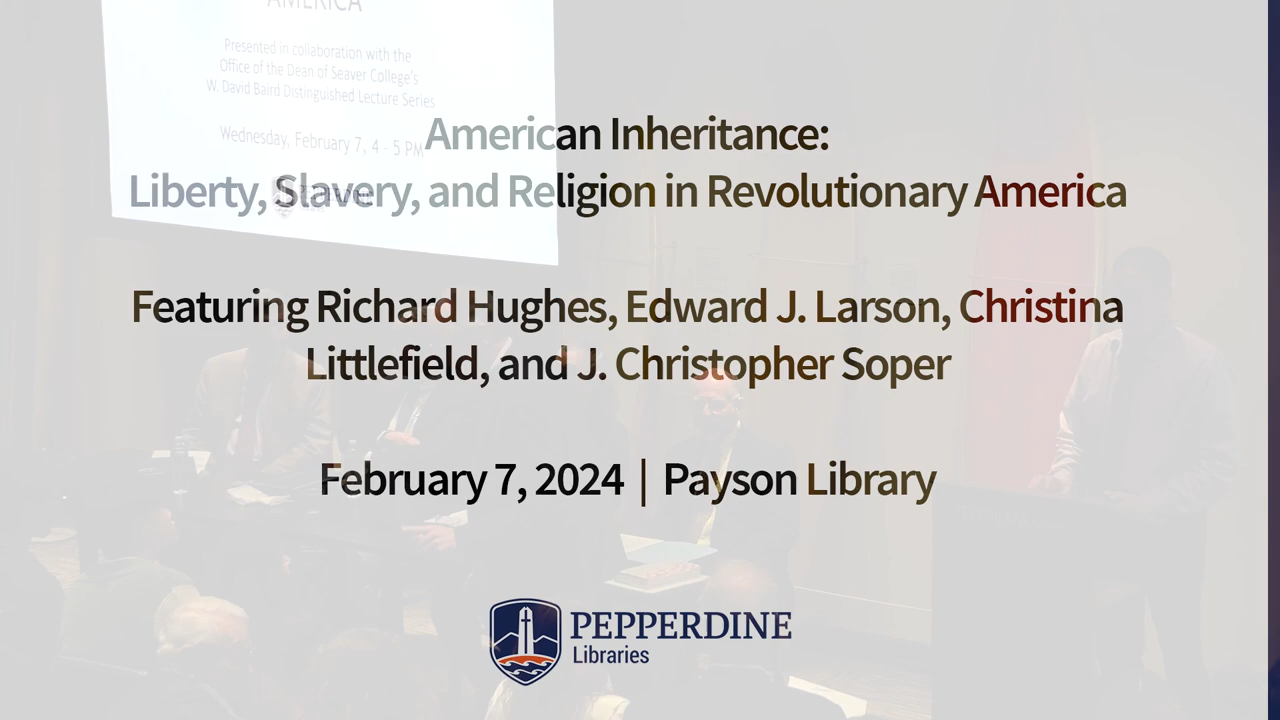 AMERICA
Presented in collaboration with the
Office of the Dean of Seaver College's
W. David Baird Distinguished Lecture Series
Wednesday, February 7, 4 - 5 PM
American Inheritance:
Liberty, Slavery, and Religion in Revolutionary America
Featuring Richard Hughes, Edward J. Larson, Christina
Littlefield, and J. Christopher Soper
February 7, 2024 | Payson Library
PEPPERDINE
Libraries